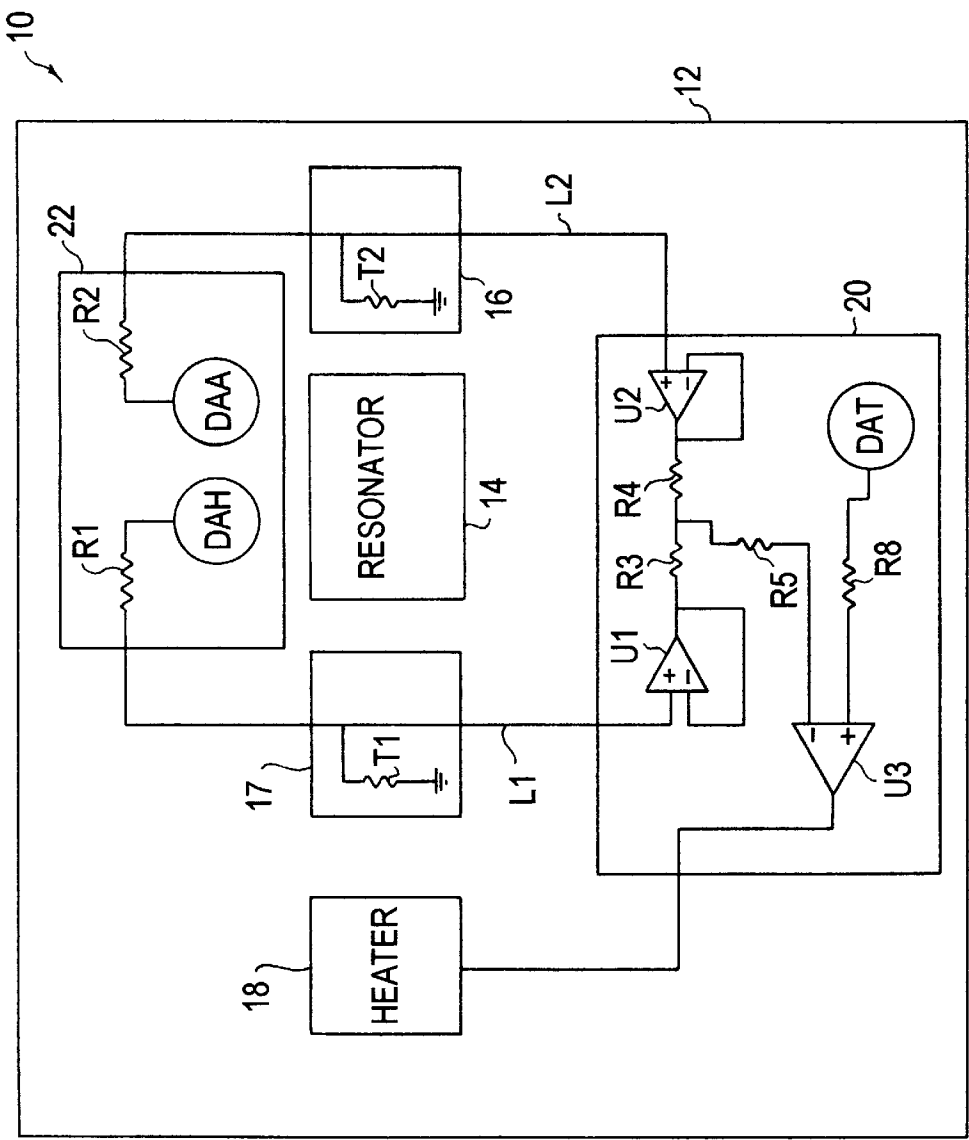 10
12
22
R1
R2
DAH
DAA
17
T1
RESONATOR
14
T2
16
18
HEATER
L1
L2
20
U1
+
−
R3
R4
U2
+
−
R5
R8
DAT
−
+
U3